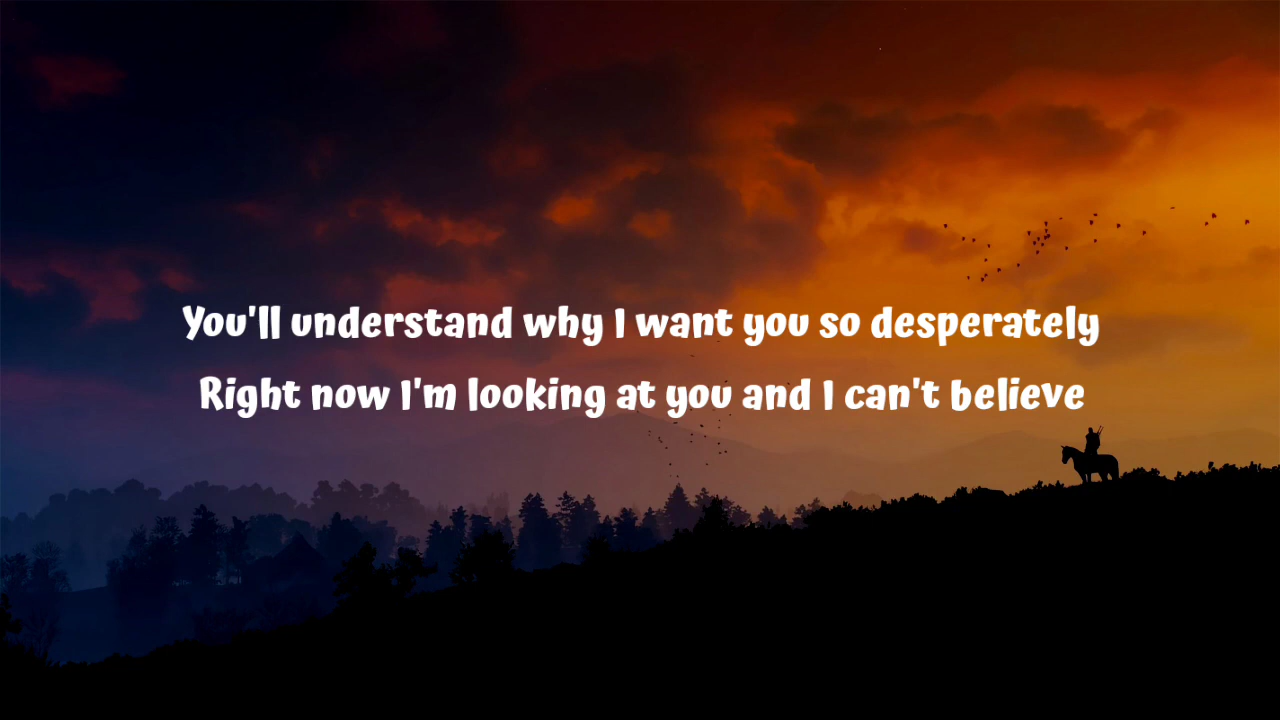 You'll understand why I want you so desperately
Right now I'm looking at you and I can't believe